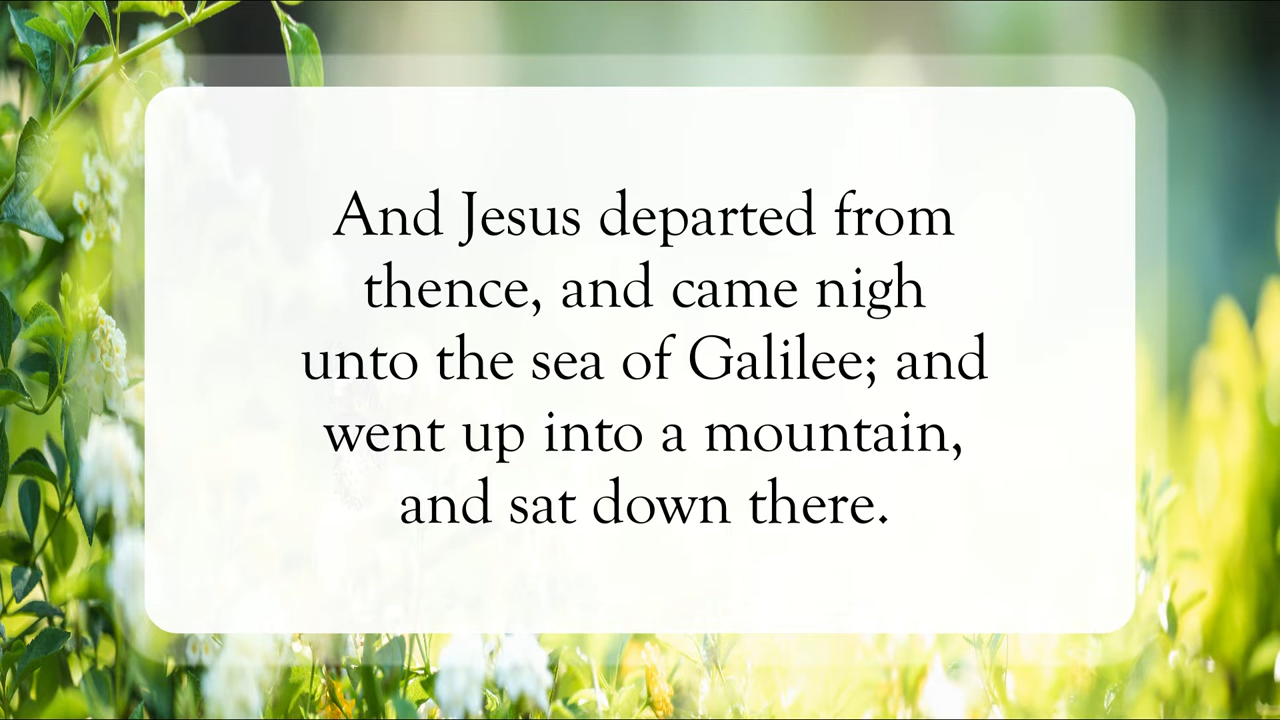 And Jesus departed from
thence, and came nigh
unto the sea of Galilee; and
went up into a mountain,
and sat down there.